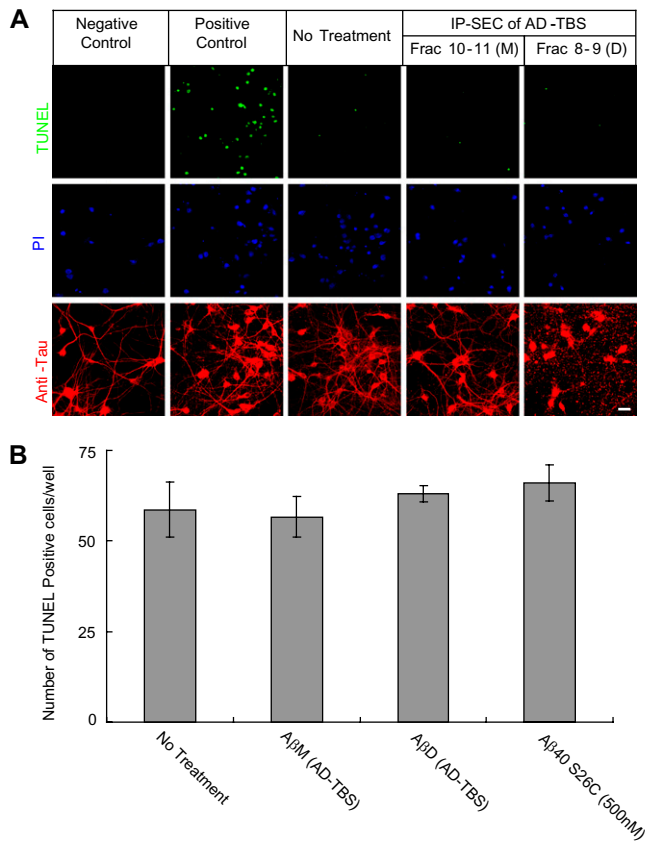 A
Negative Control
Positive Control
No Treatment
IP-SEC of AD -TBS
Frac 10-11 (M)
Frac 8-9 (D)
TUNEL
PI
Anti -Tau
B
Number of TUNEL Positive cells/well
75
50
25
0
No Treatment
AβM (AD-TBS)
AβD (AD-TBS)
Aβ40 S26C (500nM)